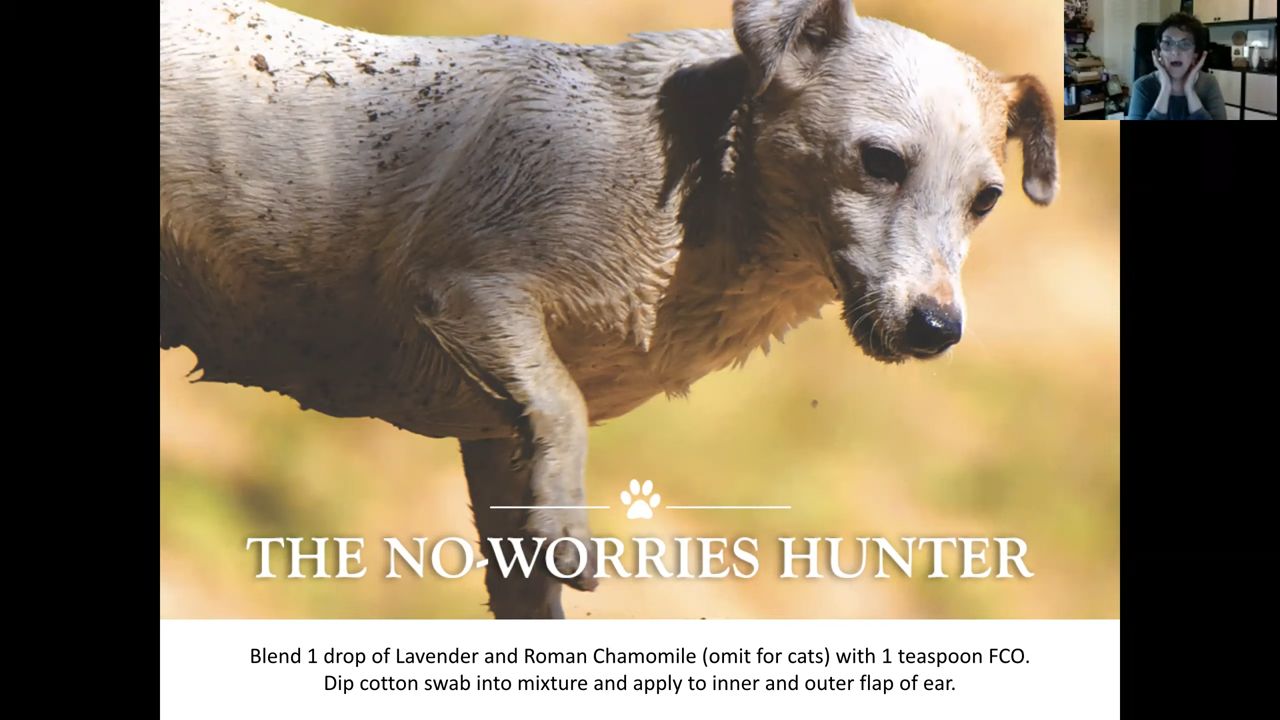 THE NO-WORRIES HUNTER
Blend 1 drop of Lavender and Roman Chamomile (omit for cats) with 1 teaspoon FCO.
Dip cotton swab into mixture and apply to inner and outer flap of ear.